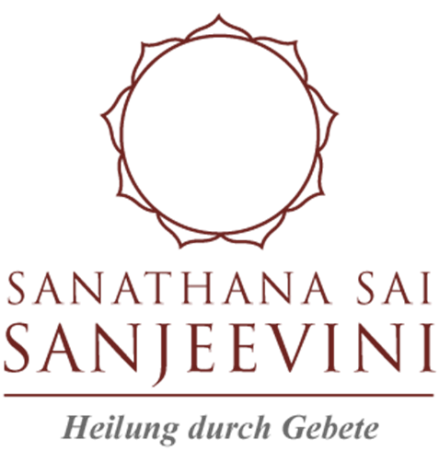 SANATHANA SAI
SANJEEVINI
Heilung durch Gebete